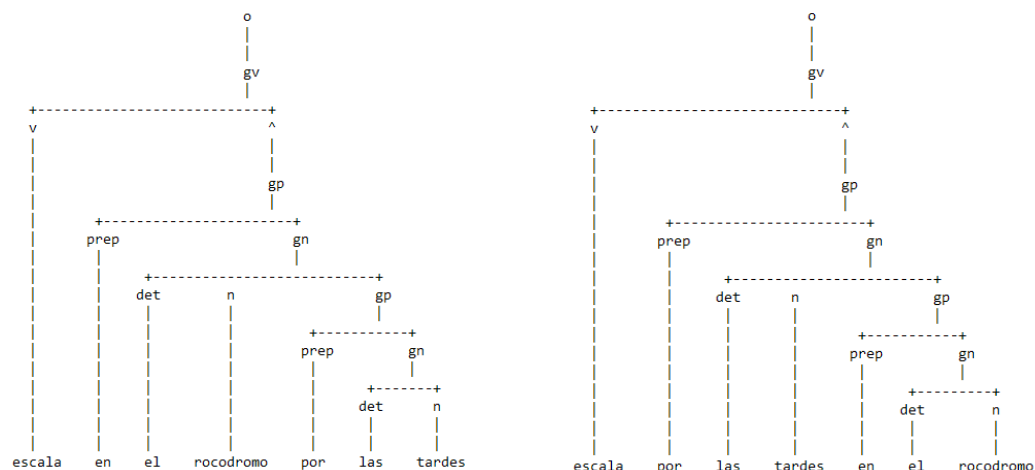 o o
gv gv
v ^ v ^
gp gp
prep gn prep gn
det n gp det n gp
prep gn prep gn
det n det n
escala en el rocodromo por las tardes escala por las tardes en el rocodromo